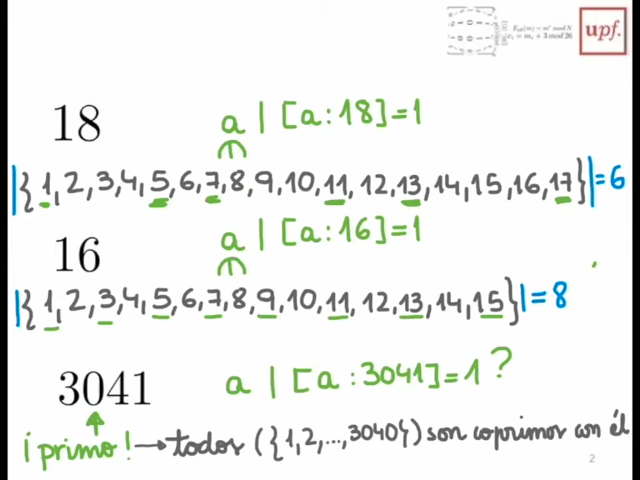 upf.
18 a | [a:18]=1
|{1,2,3,4,5,6,7,8,9,10,11,12,13,14,15,16,17}|=6
16 a | [a:16]=1
|{1,2,3,4,5,6,7,8,9,10,11,12,13,14,15}|=8
3041 a | [a:3041]=1?
¡primo! → todos ({1,2,...,3040}) son coprimos con él
2